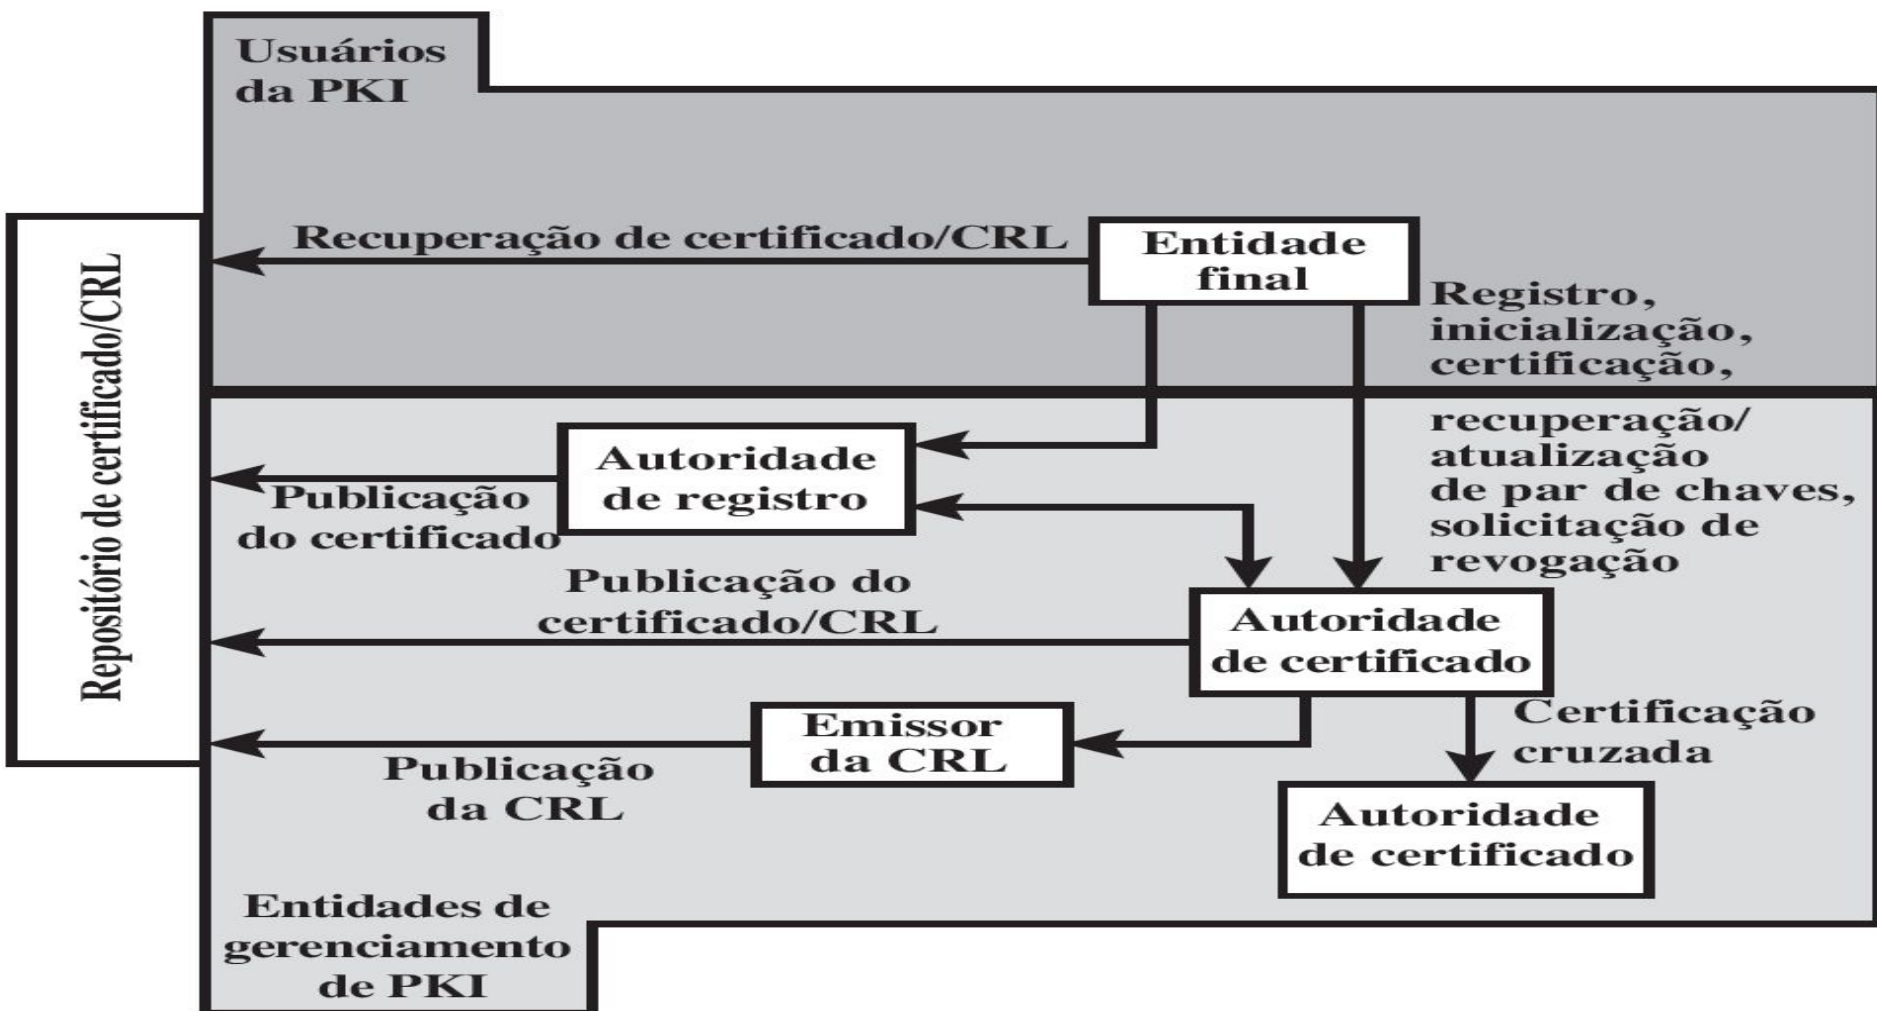 Usuários
da PKI
Repositório de certificado/CRL
Recuperação de certificado/CRL
Entidade
final
Registro,
inicialização,
certificação,
recuperação/
atualização
de par de chaves,
solicitação de
revogação
Autoridade
de registro
Publicação
do certificado
Publicação do
certificado/CRL
Autoridade
de certificado
Emissor
da CRL
Publicação
da CRL
Certificação
cruzada
Autoridade
de certificado
Entidades de
gerenciamento
de PKI